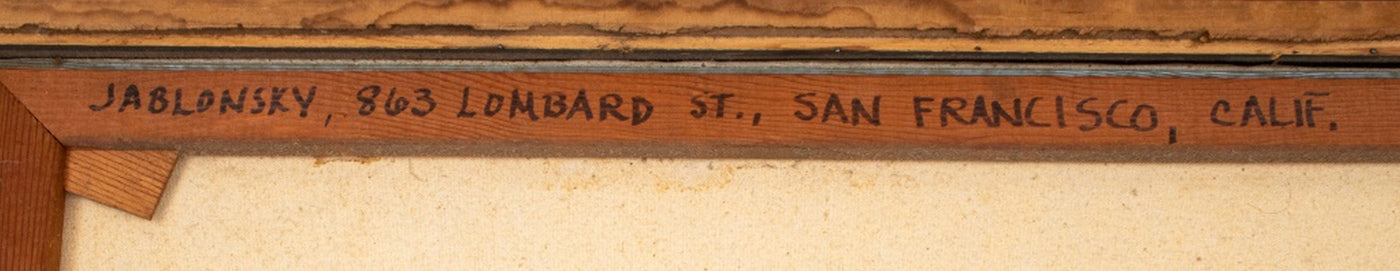 JABLONSKY, 863 LOMBARD ST., SAN FRANCISCO, CALIF.